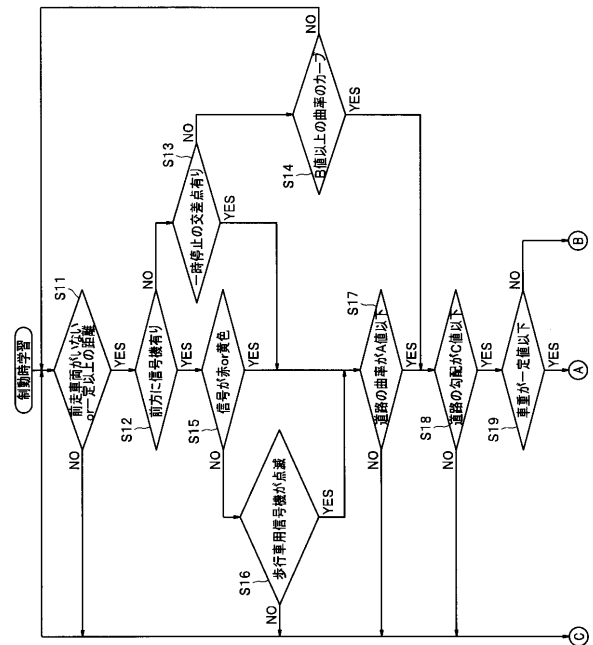 制動時学習
S11
前走車両がいない
or一定以上の距離
NO
YES
S12
前方に信号機有り
NO
YES
S13
一時停止の交差点有り
NO
YES
S14
B値以上の曲率のカーブ
NO
YES
S15
信号が赤or黄色
NO
YES
S16
歩行車用信号機が点滅
NO
YES
S17
道路の曲率がA値以下
NO
YES
S18
道路の勾配がC値以下
NO
YES
S19
車重が一定値以下
NO
YES
C
A
B